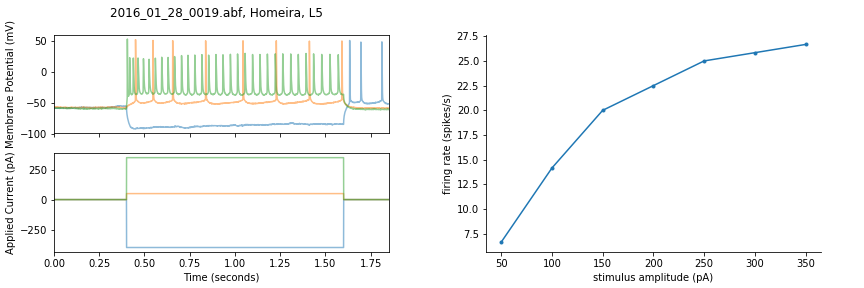 2016_01_28_0019.abf, Homeira, L5
Membrane Potential (mV)
50
0
−50
−100
Applied Current (pA)
250
0
−250
0.00 0.25 0.50 0.75 1.00 1.25 1.50 1.75
Time (seconds)
firing rate (spikes/s)
27.5
25.0
22.5
20.0
17.5
15.0
12.5
10.0
7.5
50 100 150 200 250 300 350
stimulus amplitude (pA)